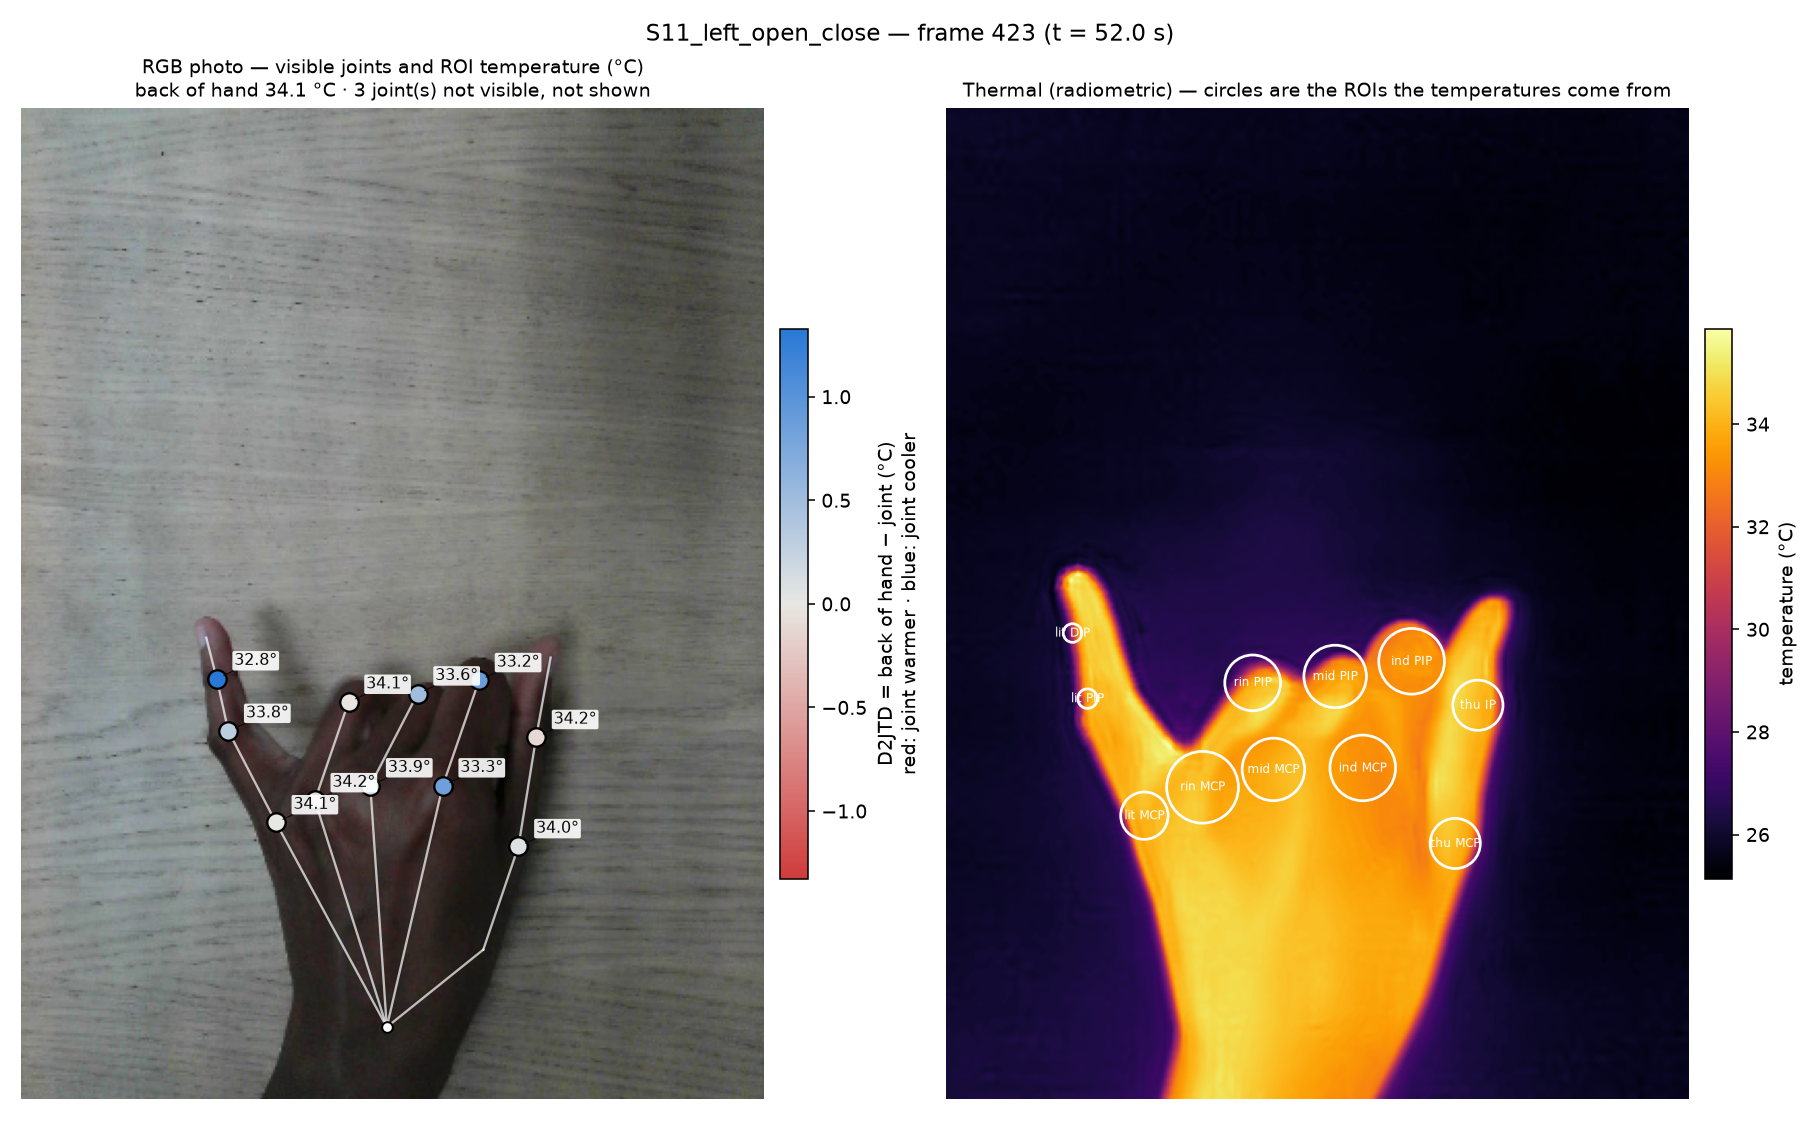 S11_left_open_close — frame 423 (t = 52.0 s)
RGB photo — visible joints and ROI temperature (°C)
back of hand 34.1 °C · 3 joint(s) not visible, not shown
Thermal (radiometric) — circles are the ROIs the temperatures come from
32.8°
33.8°
34.1°
33.6°
33.2°
34.2°
34.2°
33.9°
33.3°
34.1°
34.0°
1.0
0.5
0.0
−0.5
−1.0
D2JTD = back of hand − joint (°C)
red: joint warmer · blue: joint cooler
lit DIP
lit PIP
rin PIP
mid PIP
ind PIP
thu IP
rin MCP
mid MCP
ind MCP
lit MCP
thu MCP
34
32
30
28
26
temperature (°C)